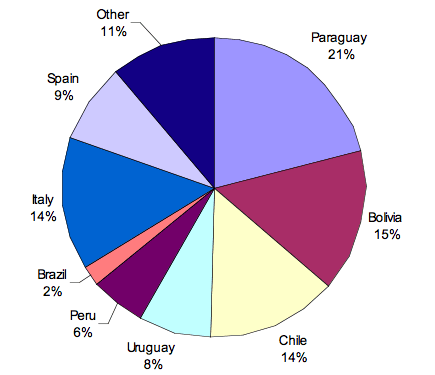 Other
11%
Paraguay
21%
Spain
9%
Bolivia
15%
Italy
14%
Brazil
2%
Peru
6%
Uruguay
8%
Chile
14%